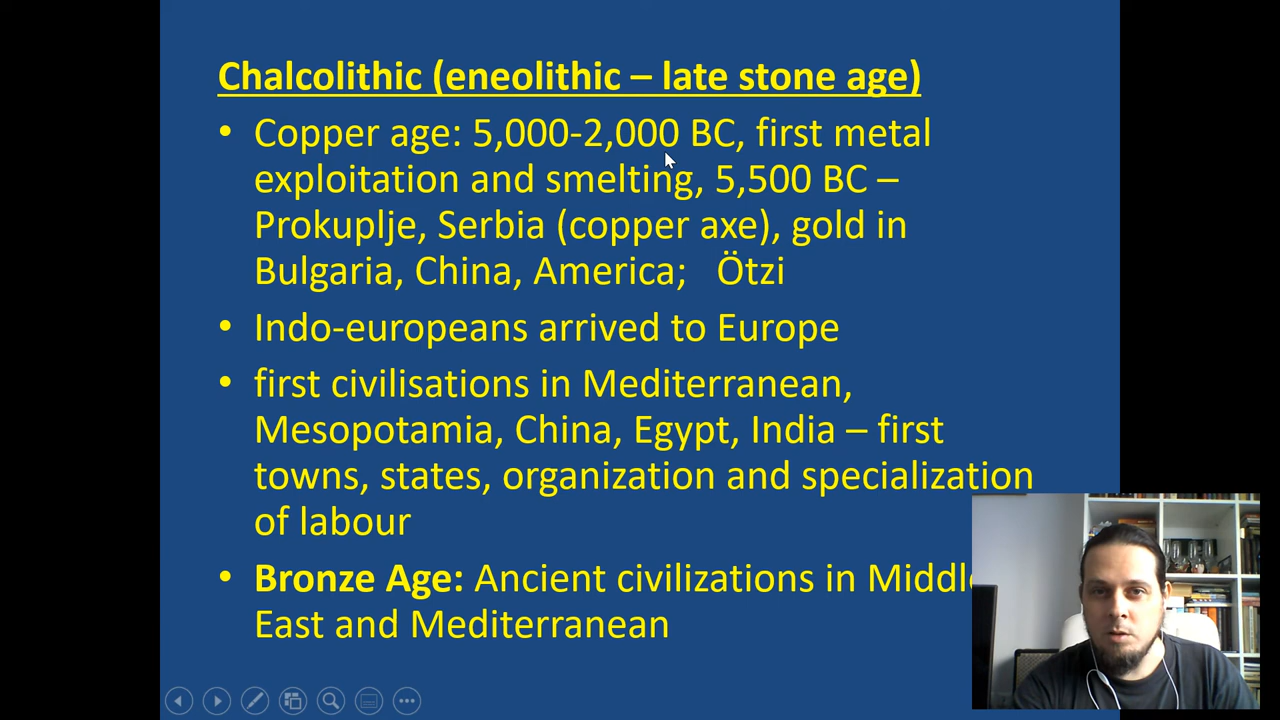 Chalcolithic (eneolithic – late stone age)
• Copper age: 5,000-2,000 BC, first metal
exploitation and smelting, 5,500 BC –
Prokuplje, Serbia (copper axe), gold in
Bulgaria, China, America; Ötzi
• Indo-europeans arrived to Europe
• first civilisations in Mediterranean,
Mesopotamia, China, Egypt, India – first
towns, states, organization and specialization
of labour
• Bronze Age: Ancient civilizations in Middle
East and Mediterranean